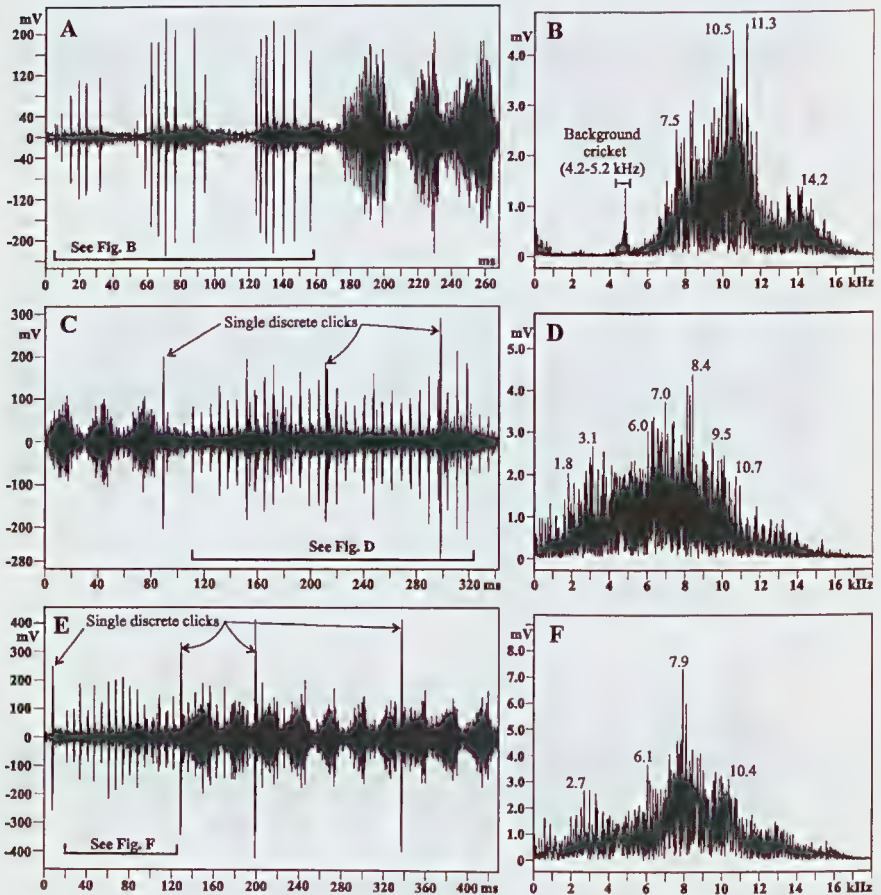 A
mV
200
120
40
0
-40
-120
-200
See Fig. B
ms
0 20 40 60 80 100 120 140 160 180 200 220 240 260
B
mV
4.0
3.0
2.0
1.0
0
7.5
10.5
11.3
14.2
Background
cricket
(4.2-5.2 kHz)
0 2 4 6 8 10 12 14 16 kHz
C
300
mV
200
100
0
-100
-200
-280
Single discrete clicks
See Fig. D
0 40 80 120 160 200 240 280 320 ms
D
mV
5.0
4.0
3.0
2.0
1.0
0
1.8
3.1
6.0
7.0
8.4
9.5
10.7
0 2 4 6 8 10 12 14 16 kHz
E
400
mV
300
200
100
0
-100
-200
-300
-400
Single discrete clicks
See Fig. F
0 40 80 120 160 200 240 280 320 360 400 ms
F
mV
8.0
7.0
6.0
5.0
4.0
3.0
2.0
1.0
0
2.7
6.1
7.9
10.4
0 2 4 6 8 10 12 14 16 kHz